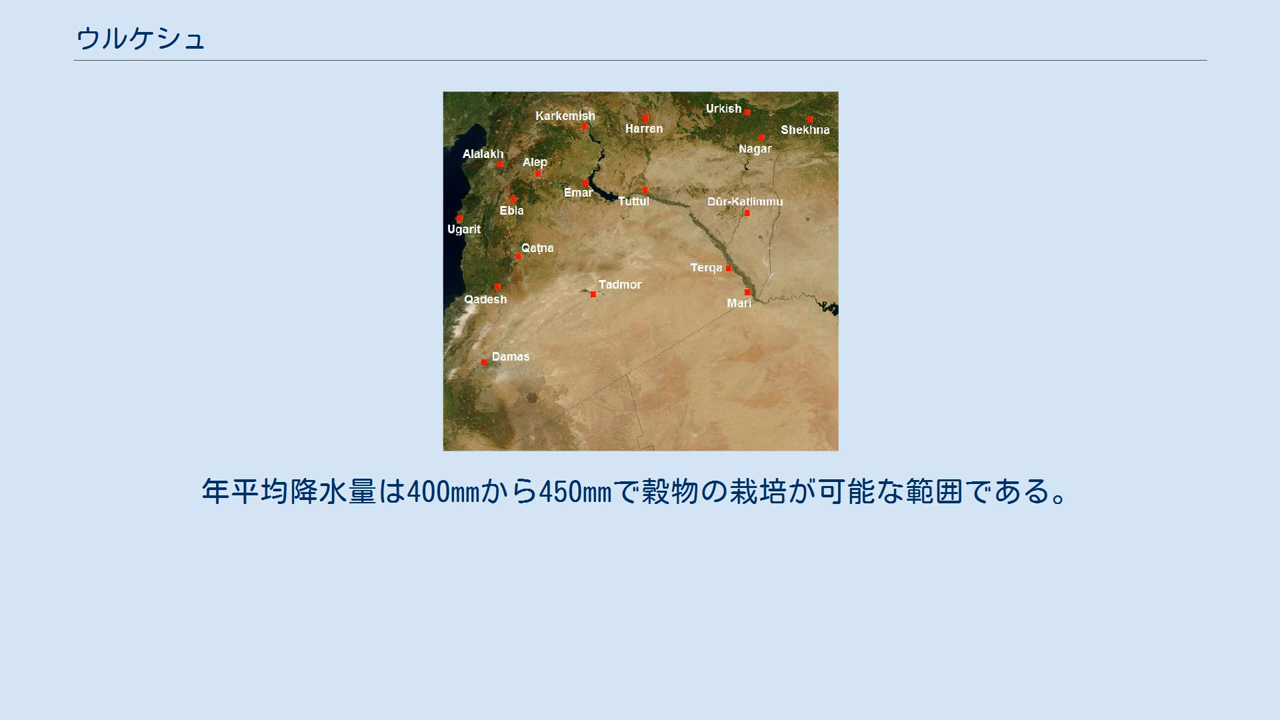 ウルケシュ
Karkemish
Harran
Urkish
Shekhna
Nagar
Alalakh
Alep
Emar
Tuttul
Dūr-Katlimmu
Ebla
Ugarit
Qaṭna
Terqa
Tadmor
Qadesh
Mari
Damas
年平均降水量は400mmから450mmで穀物の栽培が可能な範囲である。